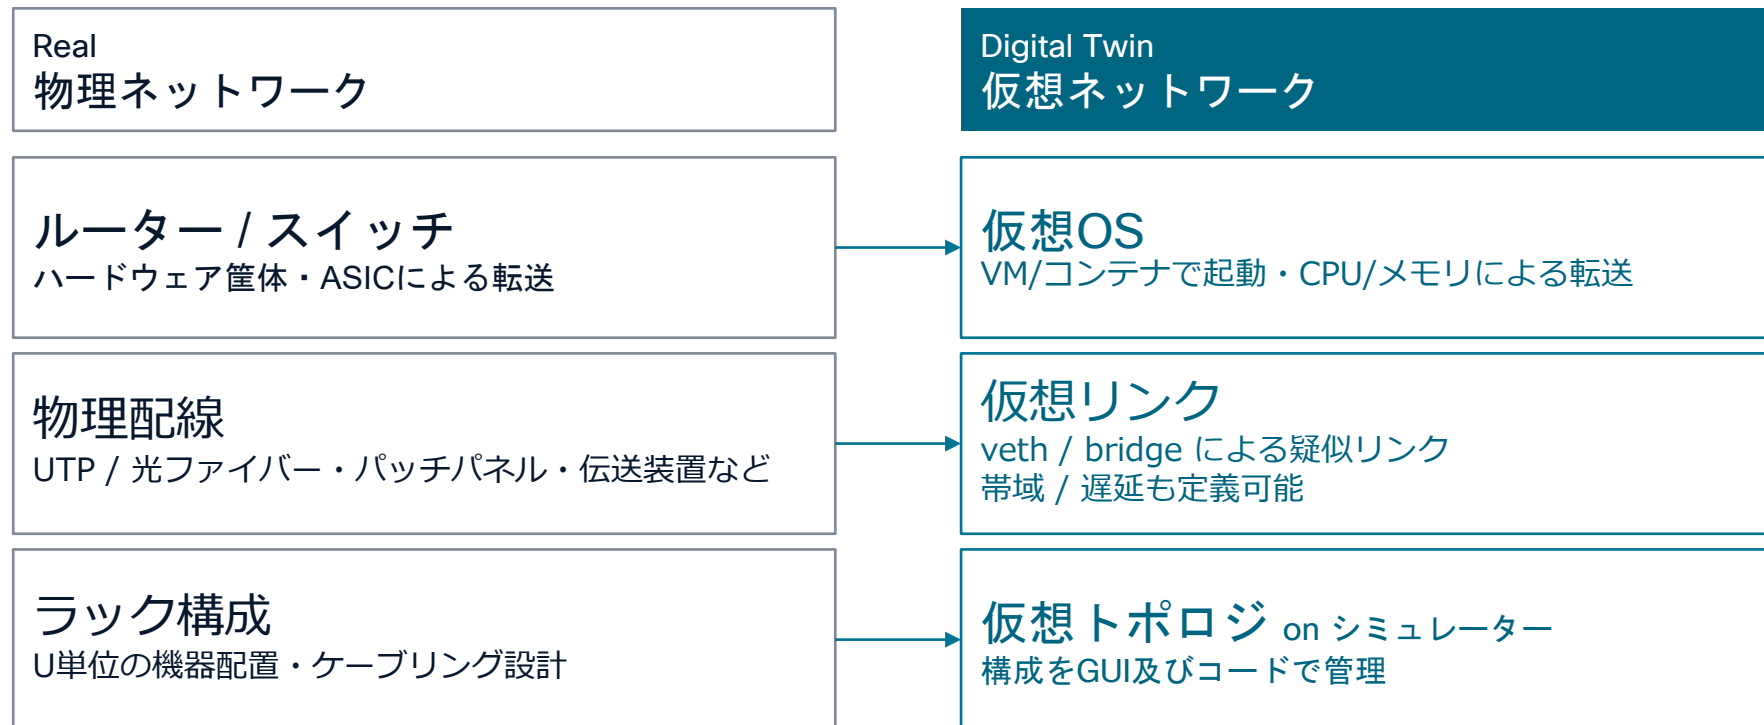 Real
物理ネットワーク
Digital Twin
仮想ネットワーク
ルーター / スイッチ
ハードウェア筐体・ASICによる転送
仮想OS
VM/コンテナで起動・CPU/メモリによる転送
物理配線
UTP / 光ファイバー・パッチパネル・伝送装置など
仮想リンク
veth / bridge による疑似リンク
帯域 / 遅延も定義可能
ラック構成
U単位の機器配置・ケーブリング設計
仮想トポロジ on シミュレーター
構成をGUI及びコードで管理